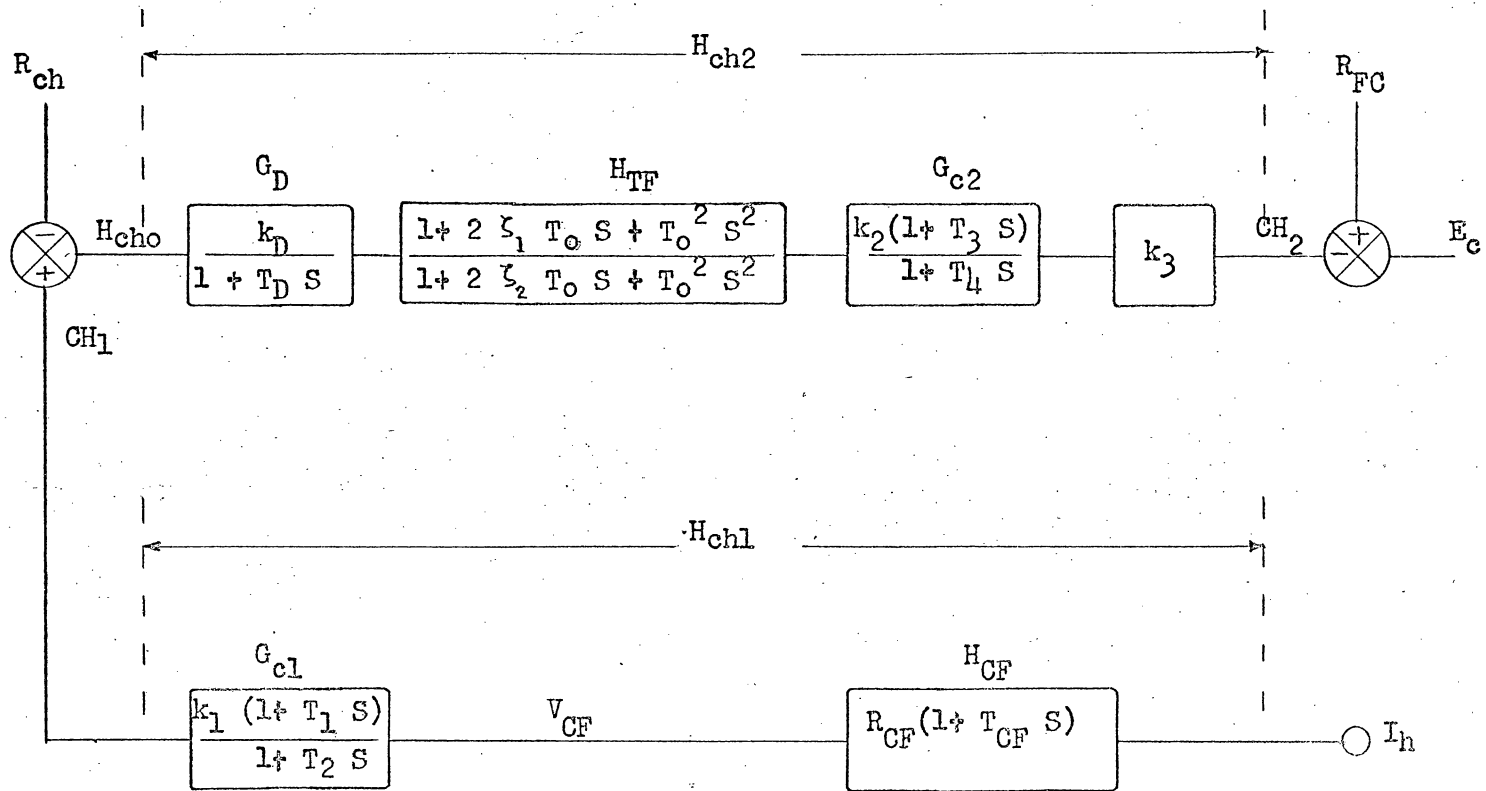 H_ch2
R_ch
R_FC
G_D
H_TF
G_c2
−
+
H_cho
k_D
1 + T_D S
1+ 2 ζ_1 T_o S + T_o^2 S^2
1+ 2 ζ_2 T_o S + T_o^2 S^2
k_2(1+ T_3 S)
1+ T_4 S
k_3
CH_2
+
−
E_c
CH_1
H_ch1
G_c1
H_CF
k_1 (1+ T_1 S)
1+ T_2 S
V_CF
R_CF(1+ T_CF S)
I_h